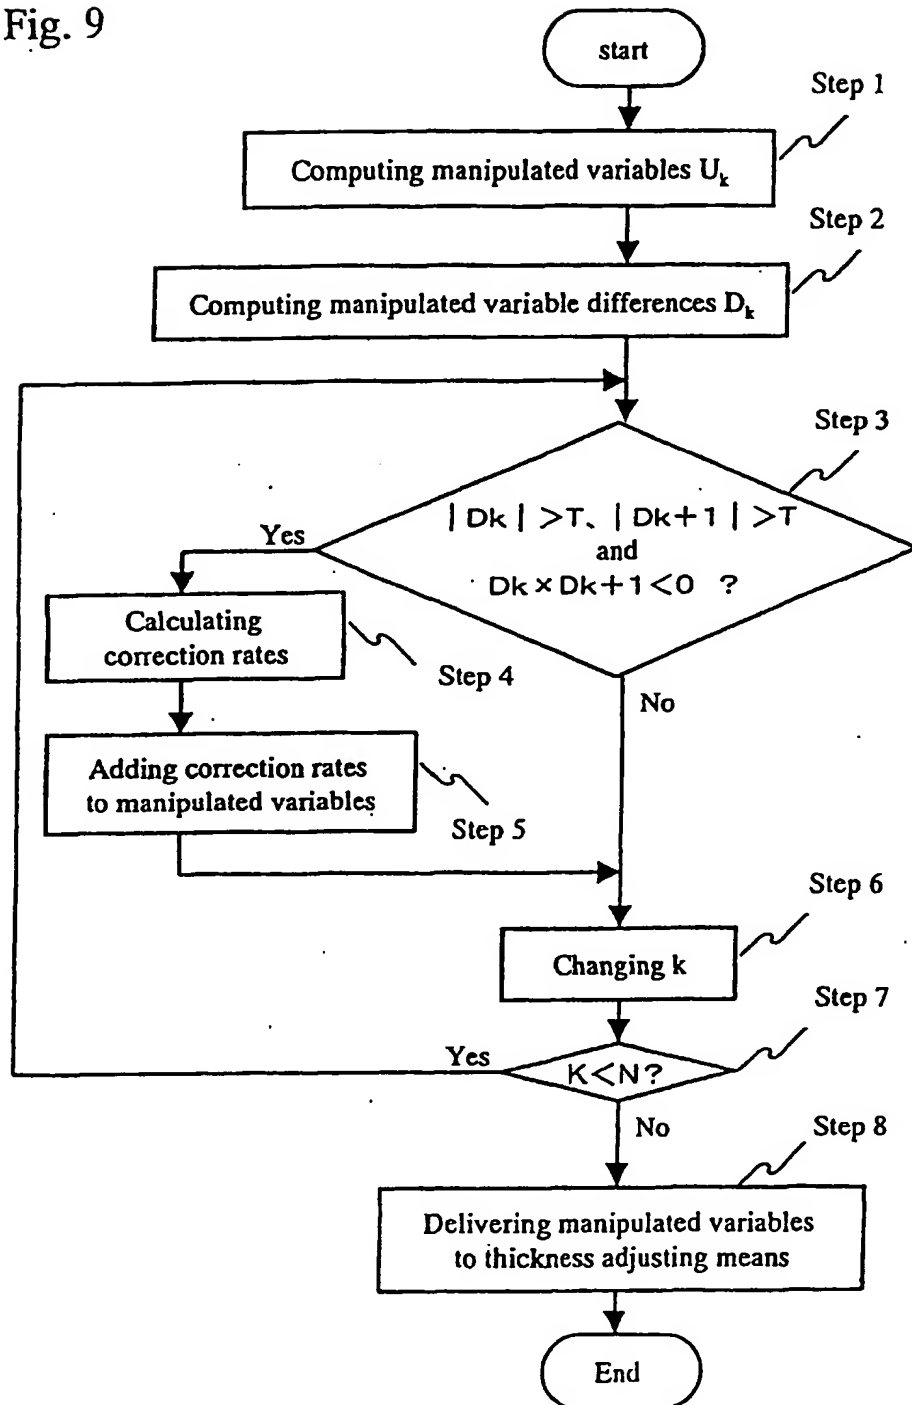 Fig. 9
start
Step 1
Computing manipulated variables Uk
Step 2
Computing manipulated variable differences Dk
Step 3
|Dk|>T、|Dk+1|>T
and
Dk×Dk+1<0 ?
Yes
Calculating
correction rates
Step 4
No
Adding correction rates
to manipulated variables
Step 5
Step 6
Changing k
Step 7
Yes
K<N?
No
Step 8
Delivering manipulated variables
to thickness adjusting means
End